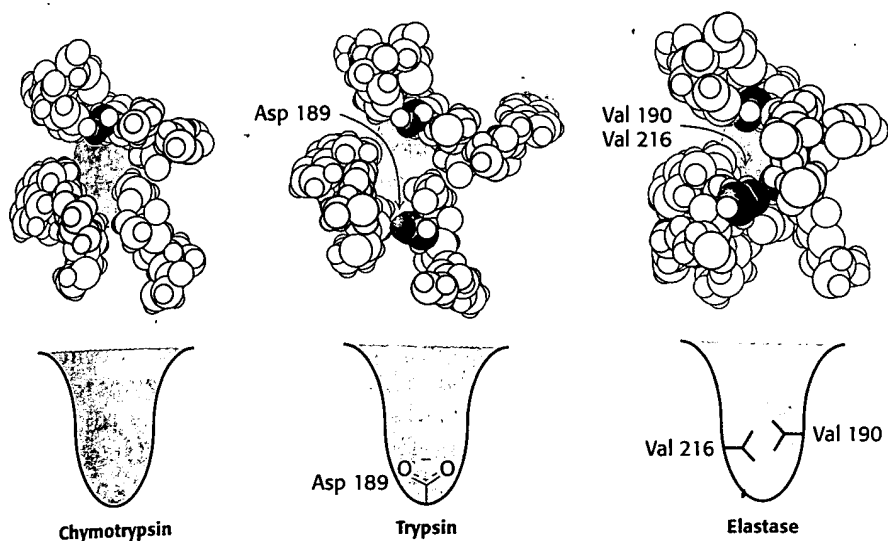 Asp 189
Val 190
Val 216
Asp 189
O
−
O
Val 216
Val 190
Chymotrypsin
Trypsin
Elastase